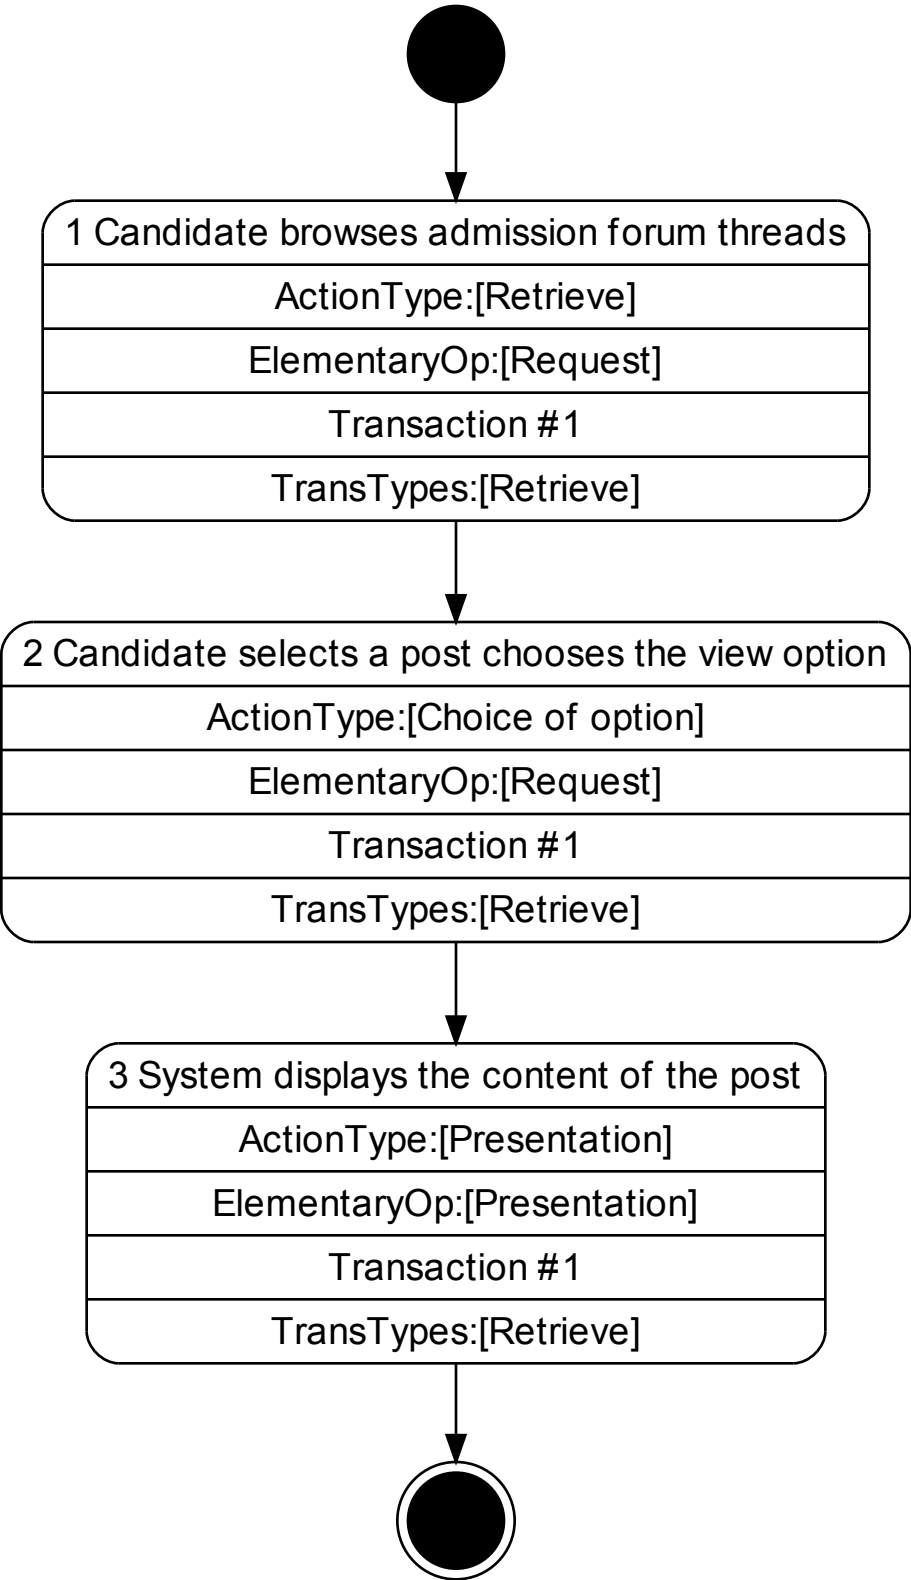 1 Candidate browses admission forum threads
ActionType:[Retrieve]
ElementaryOp:[Request]
Transaction #1
TransTypes:[Retrieve]
2 Candidate selects a post chooses the view option
ActionType:[Choice of option]
ElementaryOp:[Request]
Transaction #1
TransTypes:[Retrieve]
3 System displays the content of the post
ActionType:[Presentation]
ElementaryOp:[Presentation]
Transaction #1
TransTypes:[Retrieve]